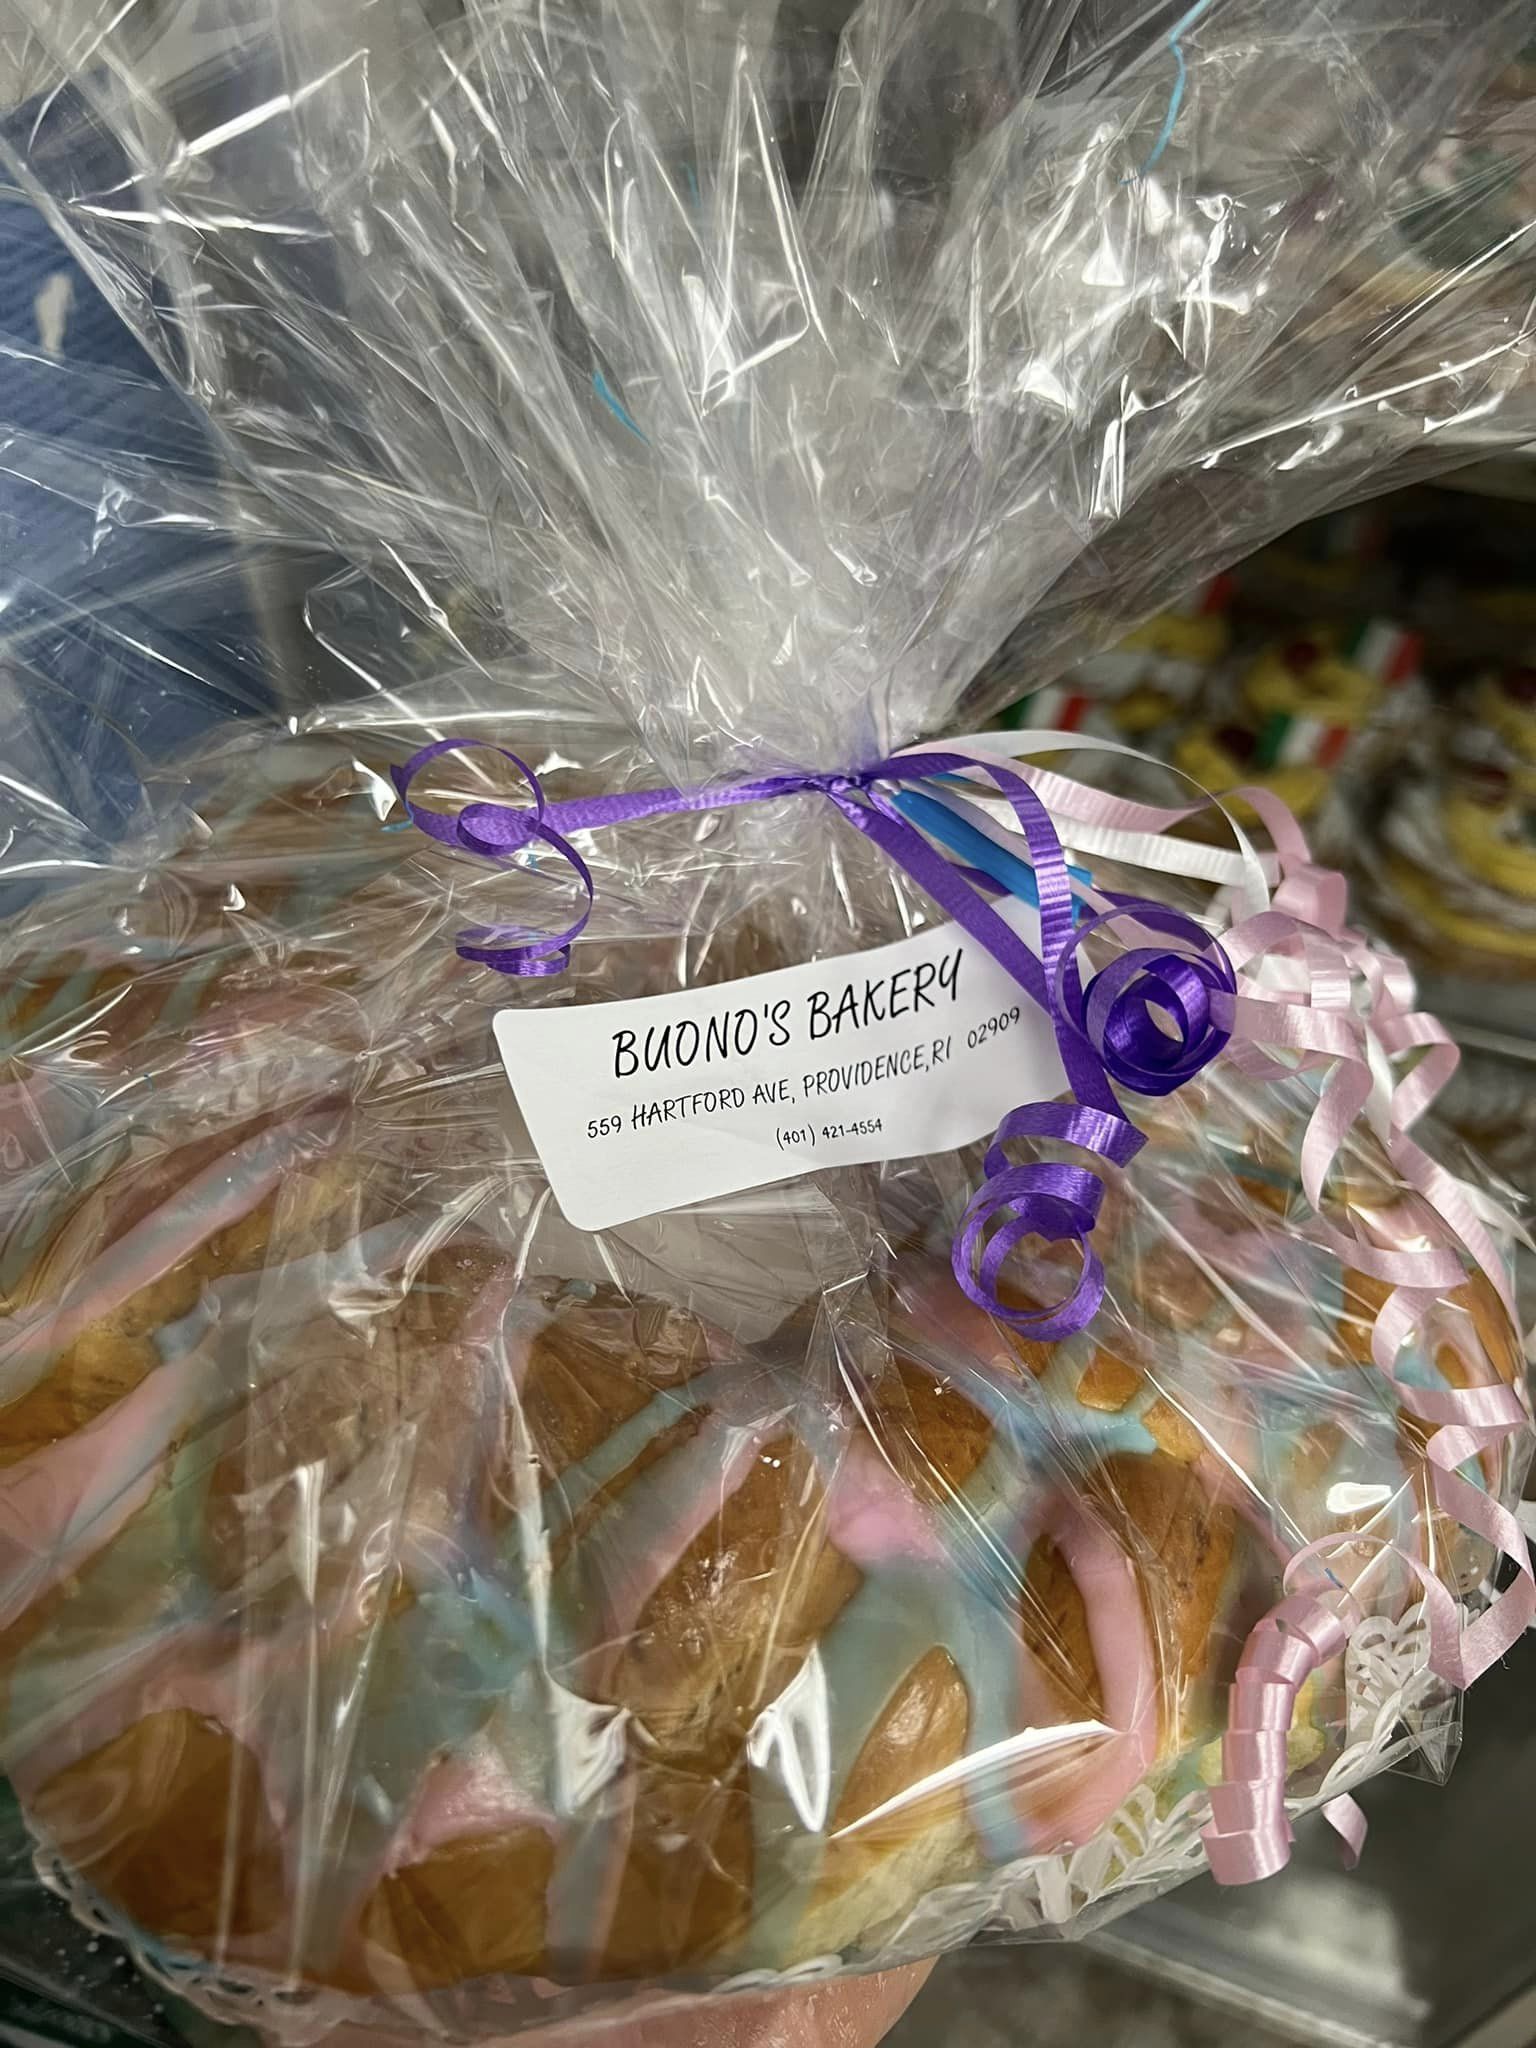 BUONO'S BAKERY
559 HARTFORD AVE, PROVIDENCE,RI 02909
(401) 421-4554